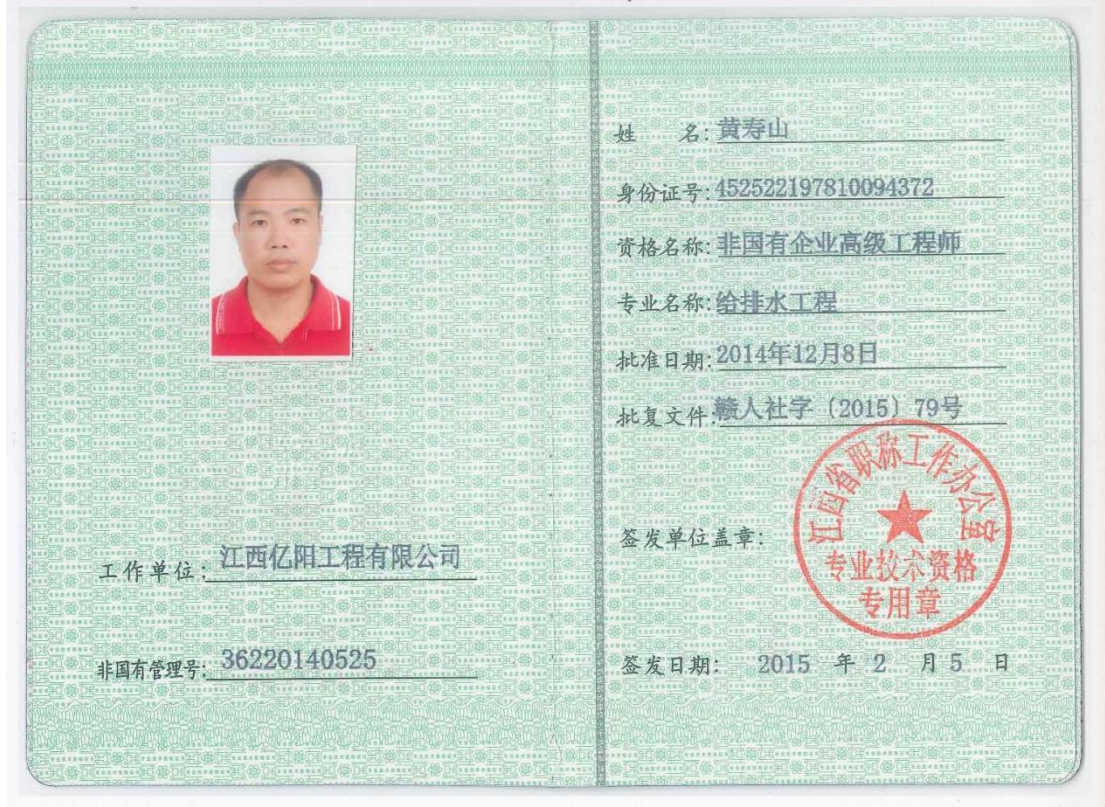 工作单位:江西亿阳工程有限公司
非国有管理号:36220140525
姓 名:黄寿山
身份证号:452522197810094372
资格名称:非国有企业高级工程师
专业名称:给排水工程
批准日期:2014年12月8日
批复文件:赣人社字〔2015〕79号
签发单位盖章:
江西省职称工作办公室
专业技术资格
专用章
签发日期: 2015 年 2 月 5 日